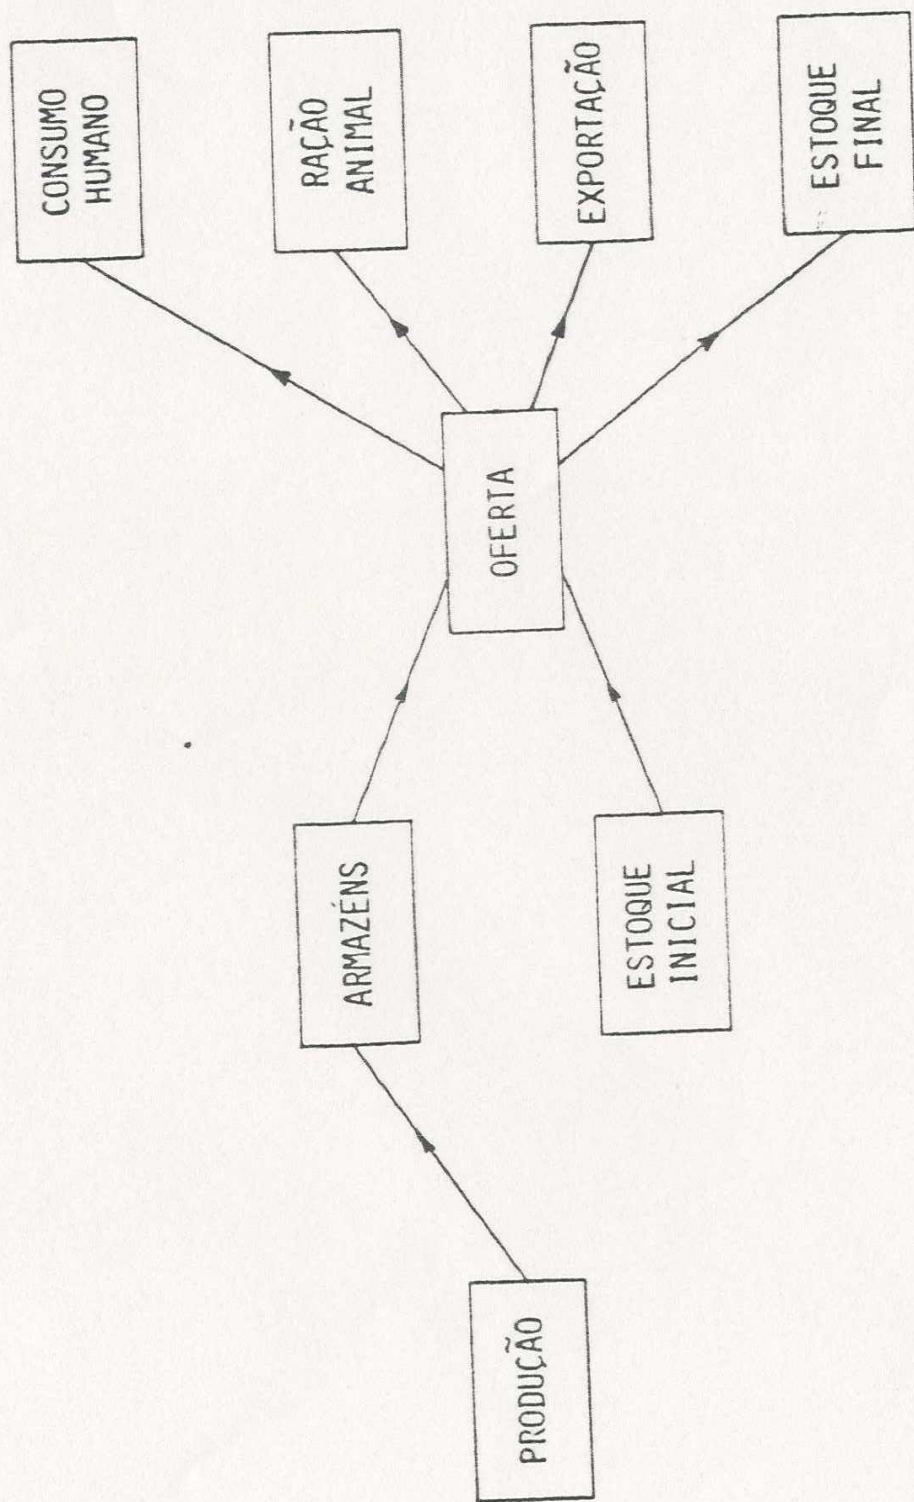 PRODUÇÃO
ARMAZÉNS
ESTOQUE
INICIAL
OFERTA
CONSUMO
HUMANO
RAÇÃO
ANIMAL
EXPORTAÇÃO
ESTOQUE
FINAL